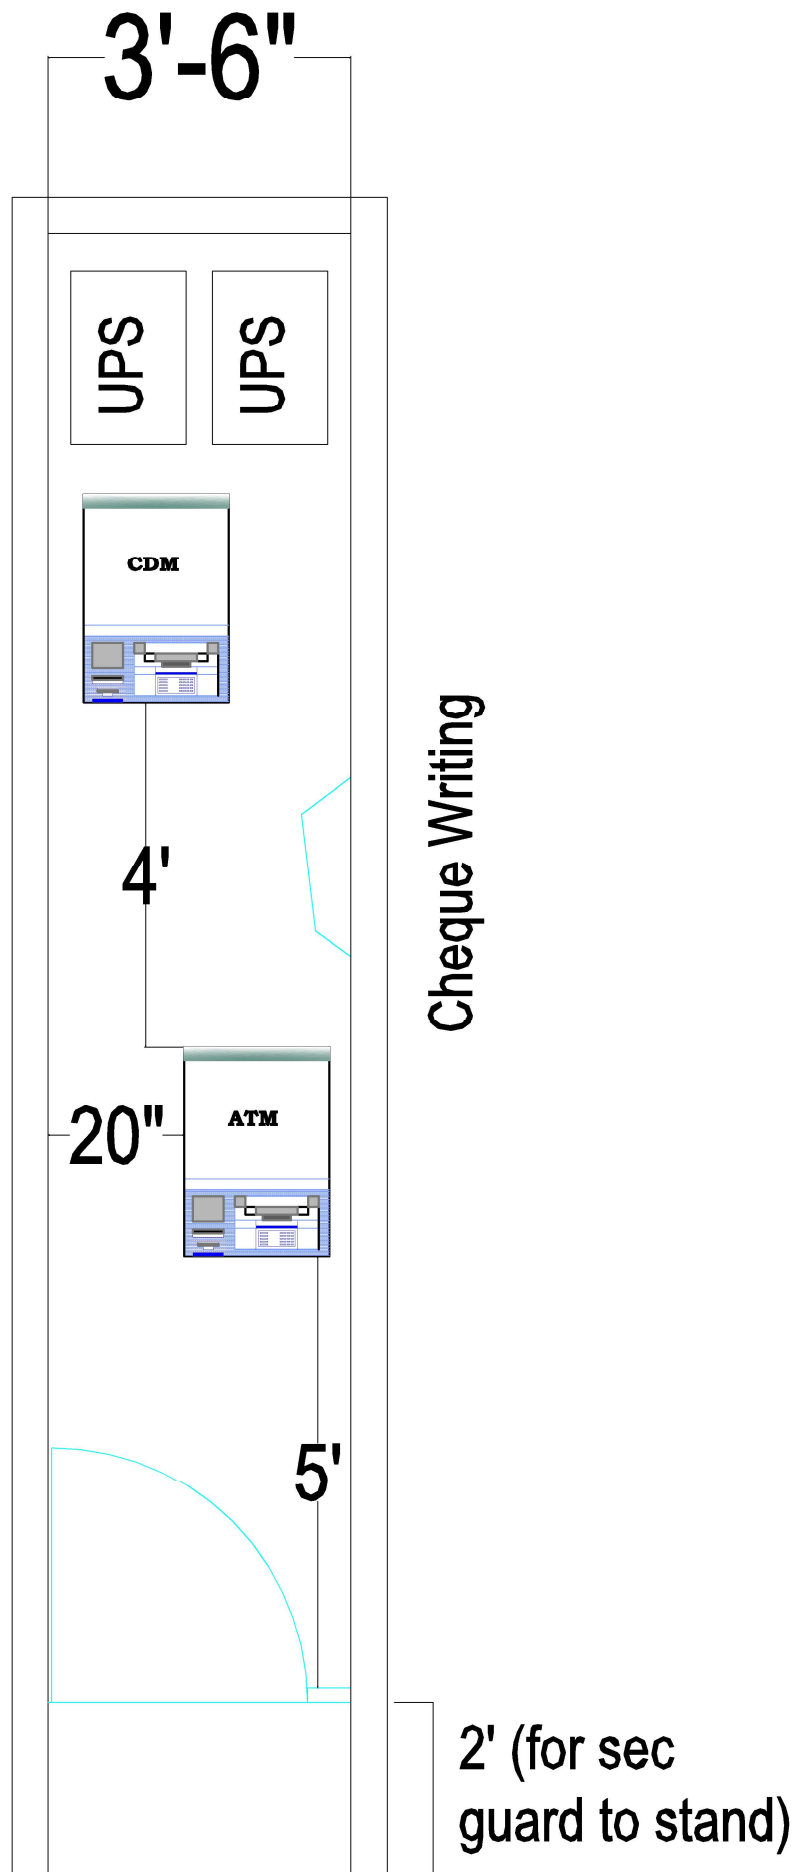 3'-6"
UPS
UPS
CDM
Cheque Writing
4'
ATM
20"
5'
2' (for sec
guard to stand)